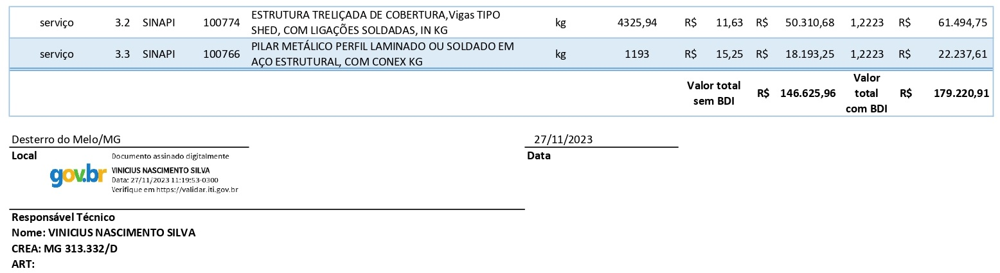 ESTRUTURA TRELIÇADA DE COBERTURA,Vigas TIPO
serviço 3.2 SINAPI 100774 SHED, COM LIGAÇÕES SOLDADAS, IN KG kg 4325,94 R$ 11,63 R$ 50.310,68 1,2223 R$ 61.494,75
PILAR METÁLICO PERFIL LAMINADO OU SOLDADO EM
serviço 3.3 SINAPI 100766 AÇO ESTRUTURAL, COM CONEX KG kg 1193 R$ 15,25 R$ 18.193,25 1,2223 R$ 22.237,61
Valor total sem BDI R$ 146.625,96 Valor total com BDI R$ 179.220,91
Desterro do Melo/MG 27/11/2023
Local Data
Documento assinado digitalmente
gov.br VINICIUS NASCIMENTO SILVA
Data: 27/11/2023 11:19:53-0300
Verifique em https://validar.iti.gov.br
Responsável Técnico
Nome: VINICIUS NASCIMENTO SILVA
CREA: MG 313.332/D
ART: